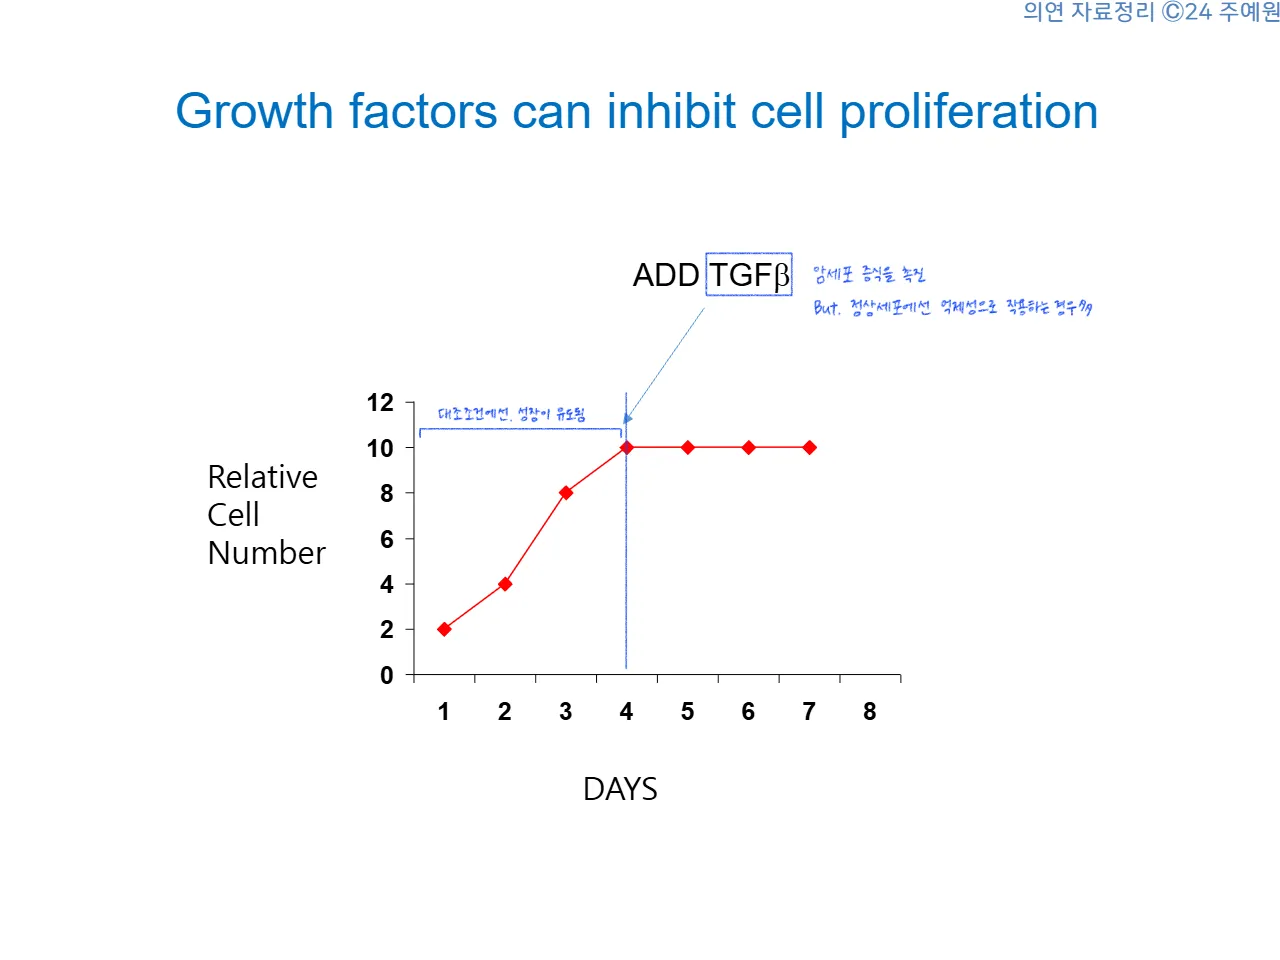 의연 자료정리 ©24 주예원
Growth factors can inhibit cell proliferation
ADD TGFβ
암세포 증식을 촉진
But. 정상세포에선 억제성으로 작용하는 경우 多
대조조건에선, 성장이 유도됨
Relative
Cell
Number
12
10
8
6
4
2
0
1 2 3 4 5 6 7 8
DAYS